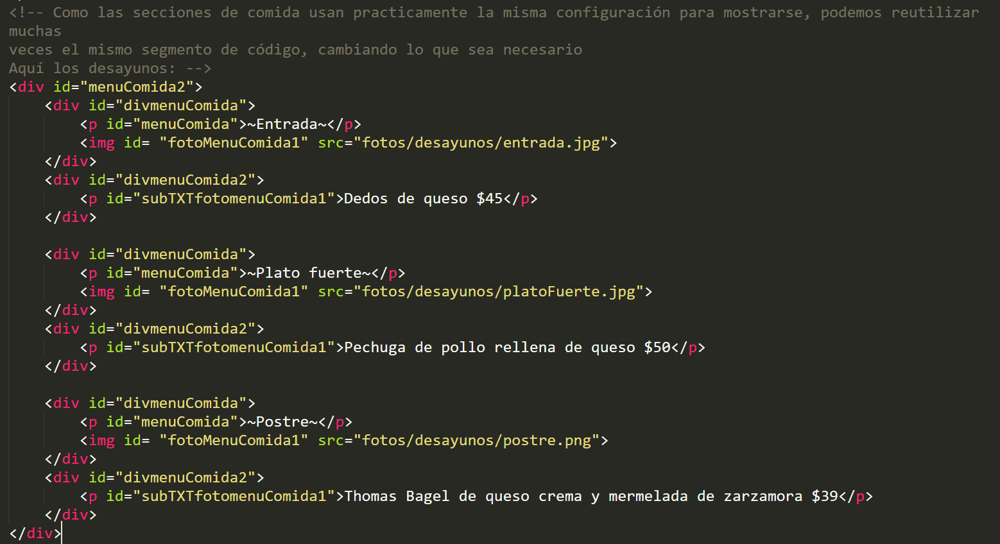 <!-- Como las secciones de comida usan practicamente la misma configuración para mostrarse, podemos reutilizar
muchas
veces el mismo segmento de código, cambiando lo que sea necesario
Aquí los desayunos: -->
<div id="menuComida2">
    <div id="divmenuComida">
        <p id="menuComida">~Entrada~</p>
        <img id= "fotoMenuComida1" src="fotos/desayunos/entrada.jpg">
    </div>
    <div id="divmenuComida2">
        <p id="subTXTfotomenuComida1">Dedos de queso $45</p>
    </div>

    <div id="divmenuComida">
        <p id="menuComida">~Plato fuerte~</p>
        <img id= "fotoMenuComida1" src="fotos/desayunos/platoFuerte.jpg">
    </div>
    <div id="divmenuComida2">
        <p id="subTXTfotomenuComida1">Pechuga de pollo rellena de queso $50</p>
    </div>

    <div id="divmenuComida">
        <p id="menuComida">~Postre~</p>
        <img id= "fotoMenuComida1" src="fotos/desayunos/postre.png">
    </div>
    <div id="divmenuComida2">
        <p id="subTXTfotomenuComida1">Thomas Bagel de queso crema y mermelada de zarzamora $39</p>
    </div>
</div>